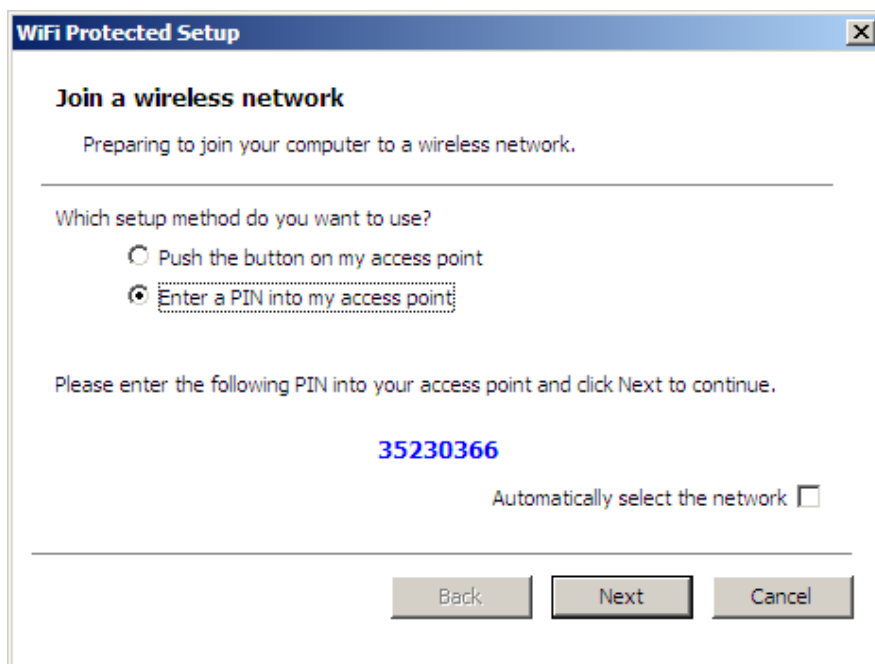 WiFi Protected Setup
Join a wireless network
Preparing to join your computer to a wireless network.
Which setup method do you want to use?
Push the button on my access point
Enter a PIN into my access point
Please enter the following PIN into your access point and click Next to continue.
35230366
Automatically select the network
Back Next Cancel